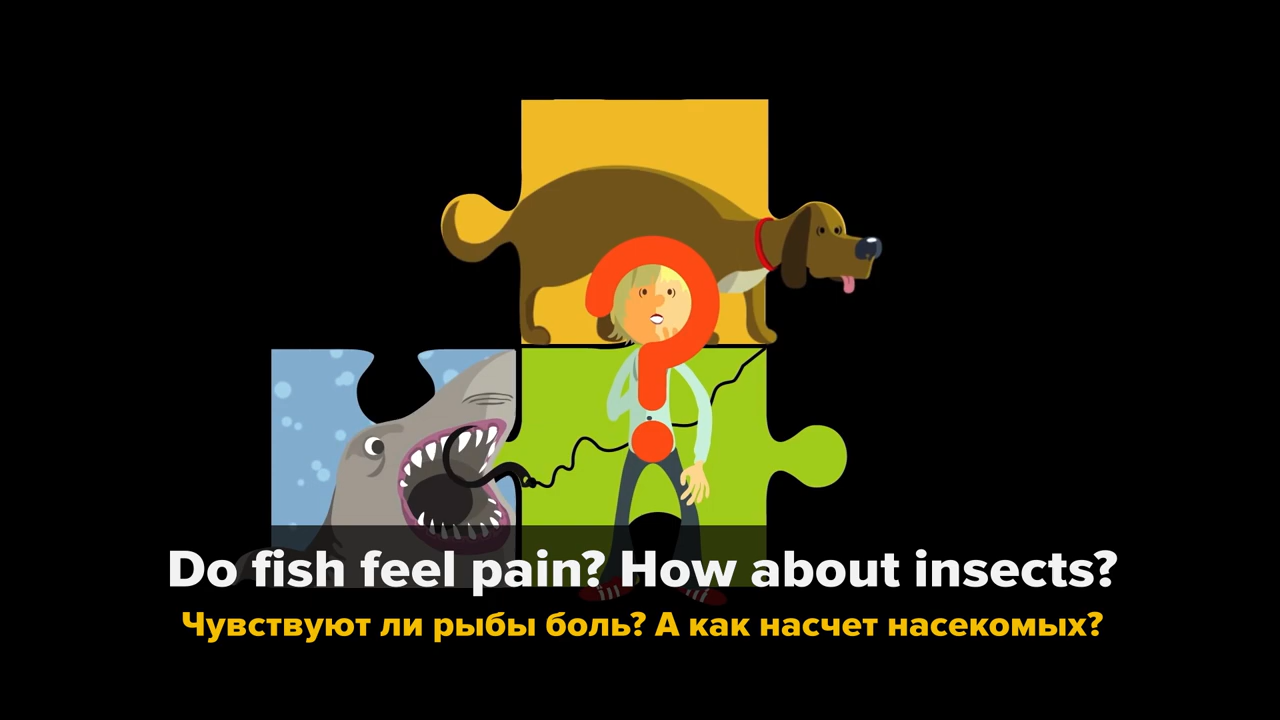 Do fish feel pain? How about insects?
Чувствуют ли рыбы боль? А как насчет насекомых?